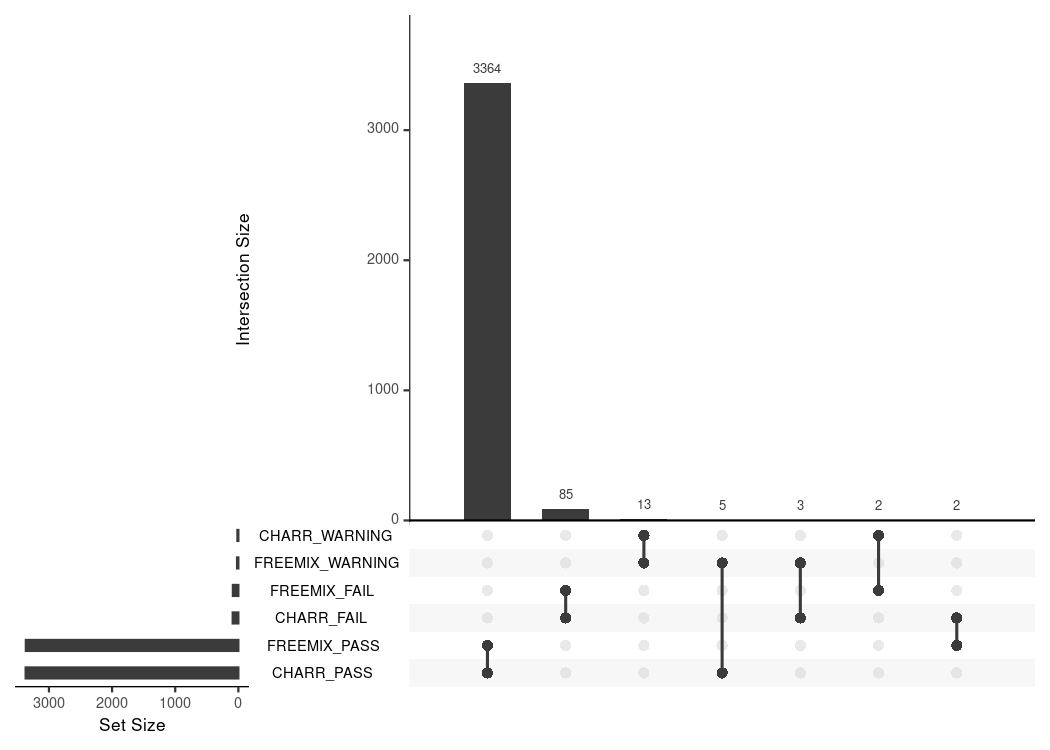 3364
3000
2000
Intersection Size
1000
85
13
5
3
2
2
0
CHARR_WARNING
FREEMIX_WARNING
FREEMIX_FAIL
CHARR_FAIL
FREEMIX_PASS
CHARR_PASS
3000 2000 1000 0
Set Size